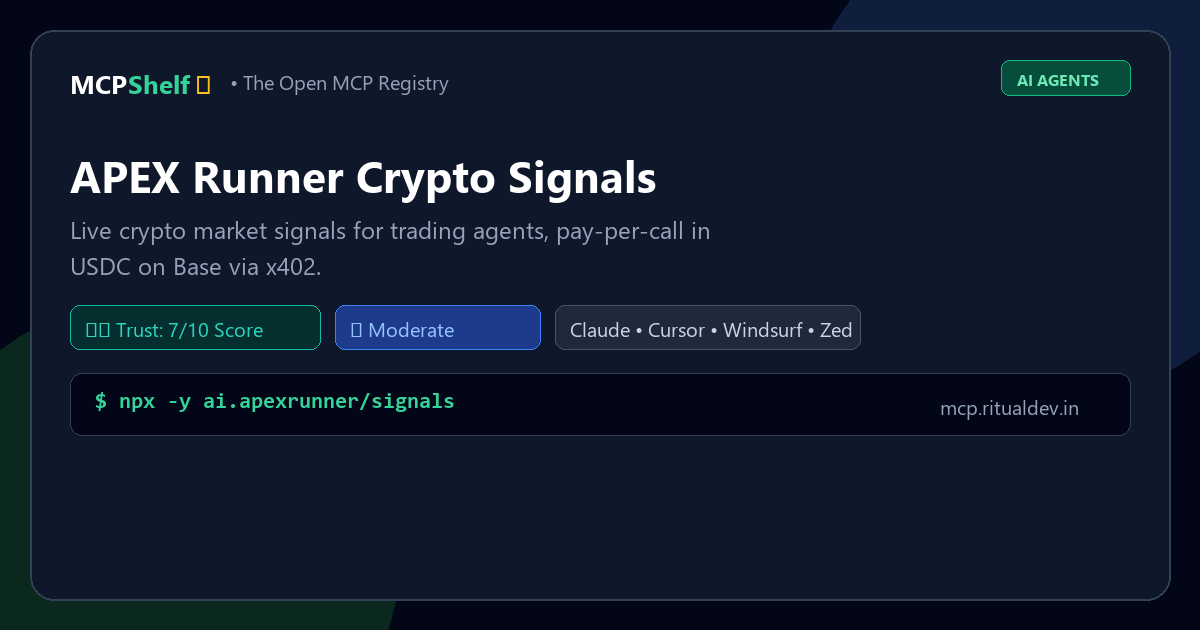 MCPShelf • The Open MCP Registry
AI AGENTS
APEX Runner Crypto Signals
Live crypto market signals for trading agents, pay-per-call in
USDC on Base via x402.
Trust: 7/10 Score
Moderate
Claude • Cursor • Windsurf • Zed
$ npx -y ai.apexrunner/signals
mcp.ritualdev.in